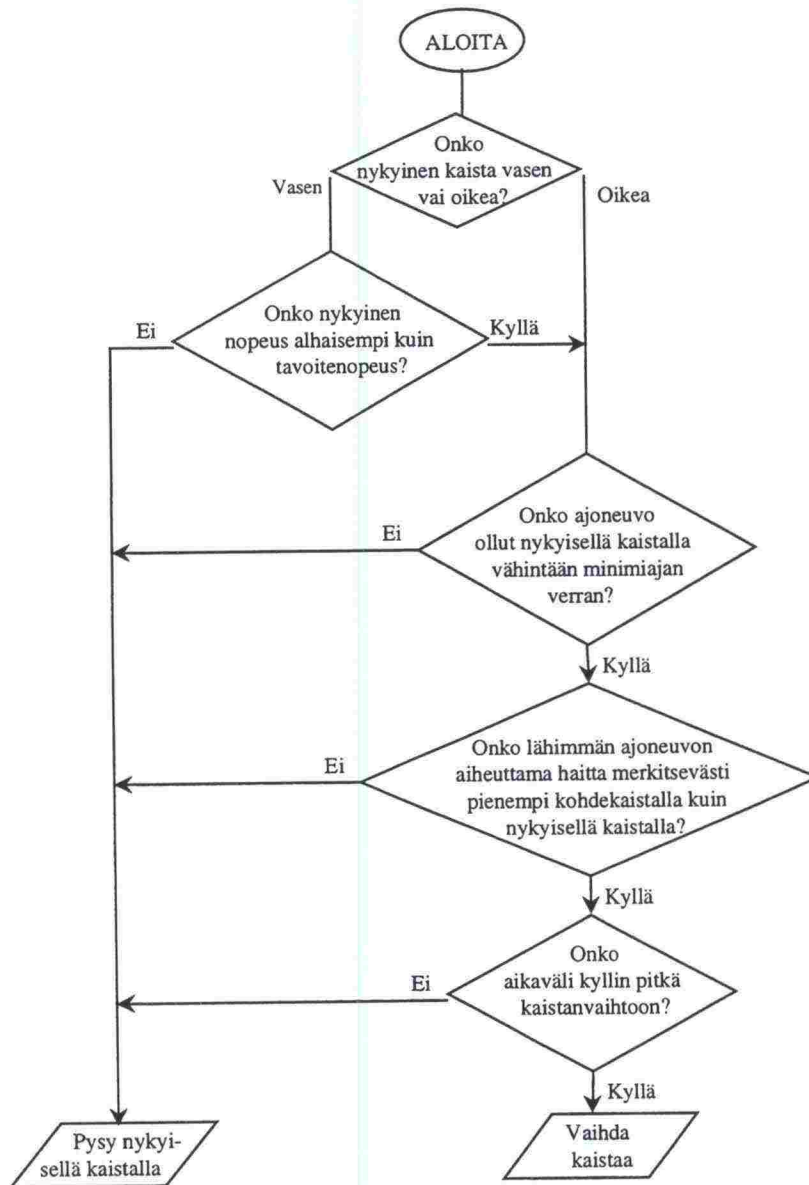 ALOITA
Onko
nykyinen kaista vasen
vai oikea?
Vasen
Oikea
Onko nykyinen
nopeus alhaisempi kuin
tavoitenopeus?
Ei
Kyllä
Onko ajoneuvo
ollut nykyisellä kaistalla
vähintään minimiajan
verran?
Ei
Kyllä
Onko lähimmän ajoneuvon
aiheuttama haitta merkitsevästi
pienempi kohdekaistalla kuin
nykyisellä kaistalla?
Ei
Kyllä
Onko
aikaväli kyllin pitkä
kaistanvaihtoon?
Ei
Kyllä
Pysy nykyi-
sellä kaistalla
Vaihda
kaistaa